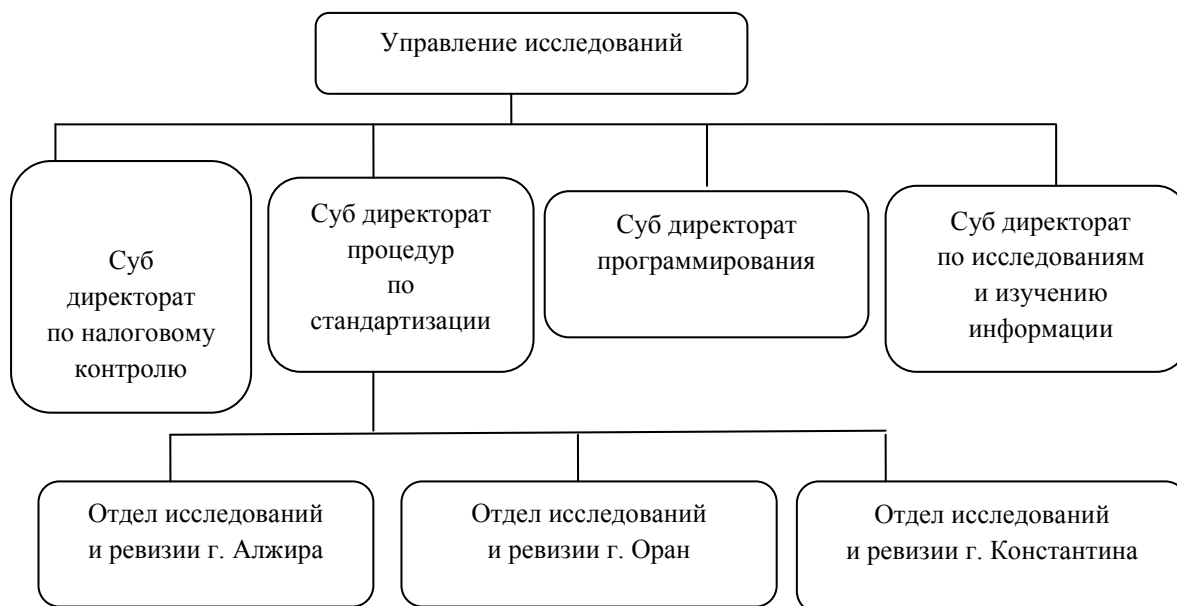 Управление исследований
Суб
директорат
по налоговому
контролю
Суб директорат
процедур
по
стандартизации
Суб директорат
программирования
Суб директорат
по исследованиям
и изучению
информации
Отдел исследований
и ревизии г. Алжира
Отдел исследований
и ревизии г. Оран
Отдел исследований
и ревизии г. Константина